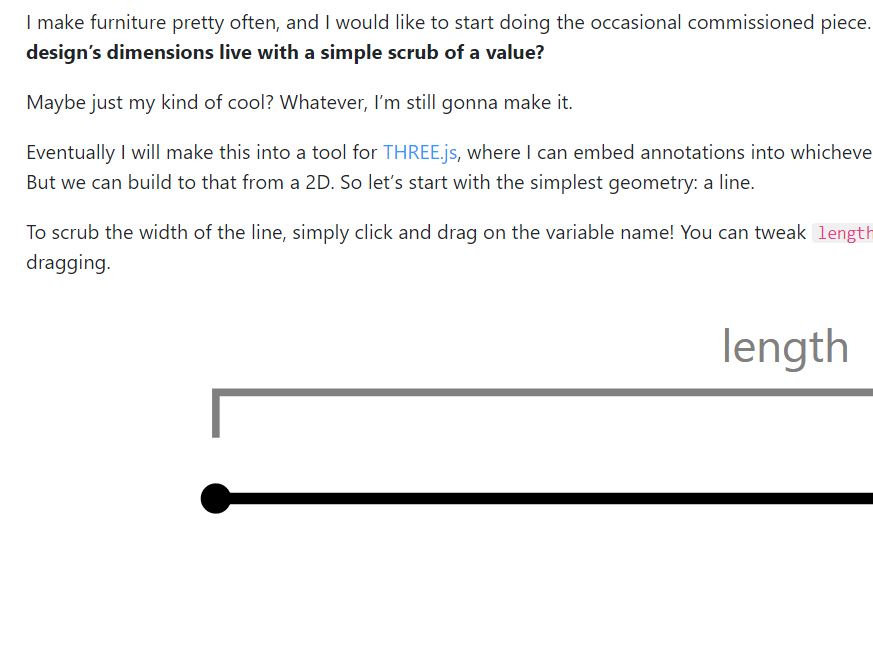 I make furniture pretty often, and I would like to start doing the occasional commissioned piece.
design’s dimensions live with a simple scrub of a value?
Maybe just my kind of cool? Whatever, I’m still gonna make it.
Eventually I will make this into a tool for THREE.js, where I can embed annotations into whicheve
But we can build to that from a 2D. So let’s start with the simplest geometry: a line.
To scrub the width of the line, simply click and drag on the variable name! You can tweak length
dragging.
length